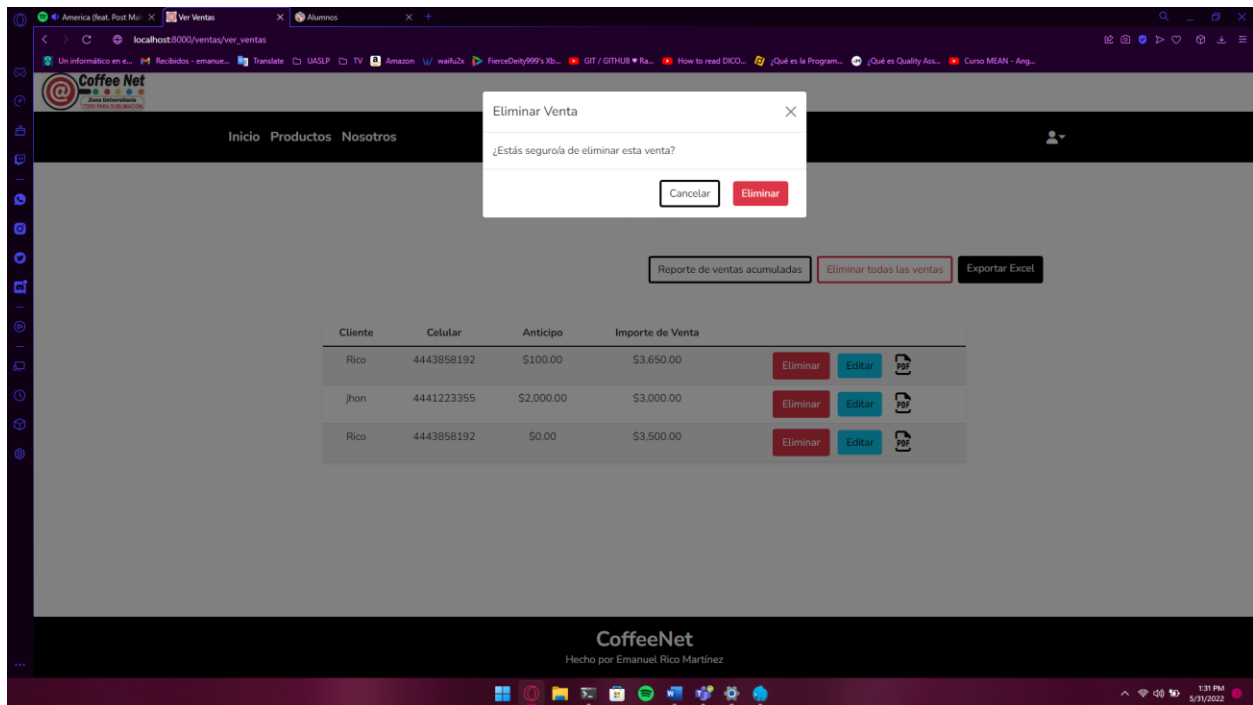 America (feat. Post Mal
Ver Ventas
Alumnos
localhost:8000/ventas/ver_ventas
Un informático en e...
Recibidos - emanue...
Translate
UASLP
TV
Amazon
waifu2x
FierceDeity999's Xb...
GIT / GITHUB ♥ Ra...
How to read DICO...
¿Qué es la Program...
¿Qué es Quality Ass...
Curso MEAN - Ang...
Coffee Net
Zona Universitaria
TODO PARA SUBLIMACION
Inicio Productos Nosotros
Eliminar Venta
¿Estás seguro/a de eliminar esta venta?
Cancelar Eliminar
Reporte de ventas acumuladas Eliminar todas las ventas Exportar Excel
Cliente Celular Anticipo Importe de Venta
Rico 4443858192 $100.00 $3,650.00 Eliminar Editar PDF
jhon 4441223355 $2,000.00 $3,000.00 Eliminar Editar PDF
Rico 4443858192 $0.00 $3,500.00 Eliminar Editar PDF
CoffeeNet
Hecho por Emanuel Rico Martínez
1:31 PM
5/31/2022